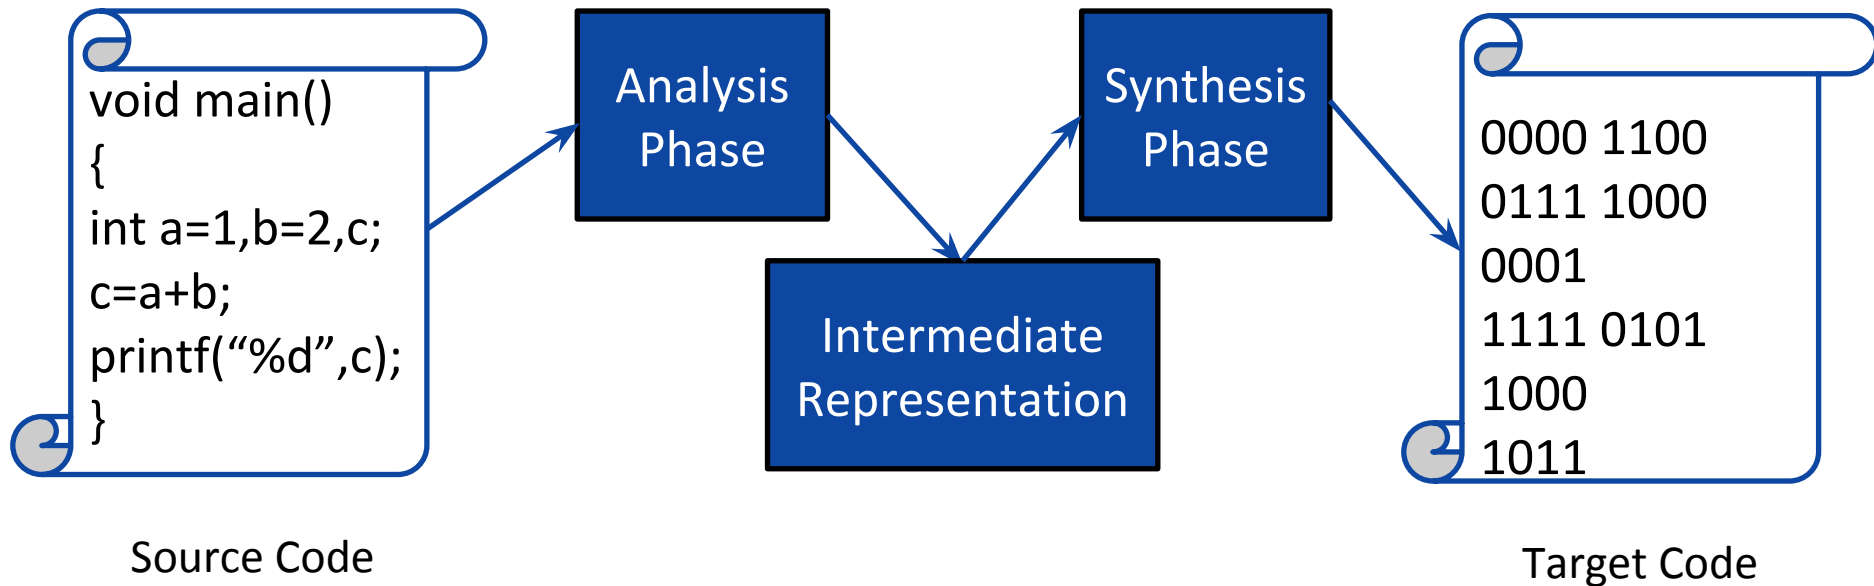 void main()
{
int a=1,b=2,c;
c=a+b;
printf(“%d”,c);
}
Source Code
Analysis
Phase
Intermediate
Representation
Synthesis
Phase
0000 1100
0111 1000
0001
1111 0101
1000
1011
Target Code